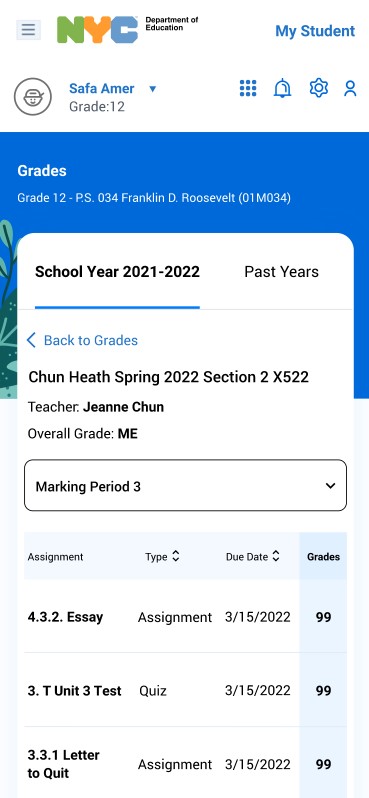 NYC Department of
Education
My Student
Safa Amer
Grade:12
Grades
Grade 12 - P.S. 034 Franklin D. Roosevelt (01M034)
School Year 2021-2022 Past Years
Back to Grades
Chun Heath Spring 2022 Section 2 X522
Teacher: Jeanne Chun
Overall Grade: ME
Marking Period 3
Assignment Type Due Date Grades
4.3.2. Essay Assignment 3/15/2022 99
3. T Unit 3 Test Quiz 3/15/2022 99
3.3.1 Letter
to Quit Assignment 3/15/2022 99